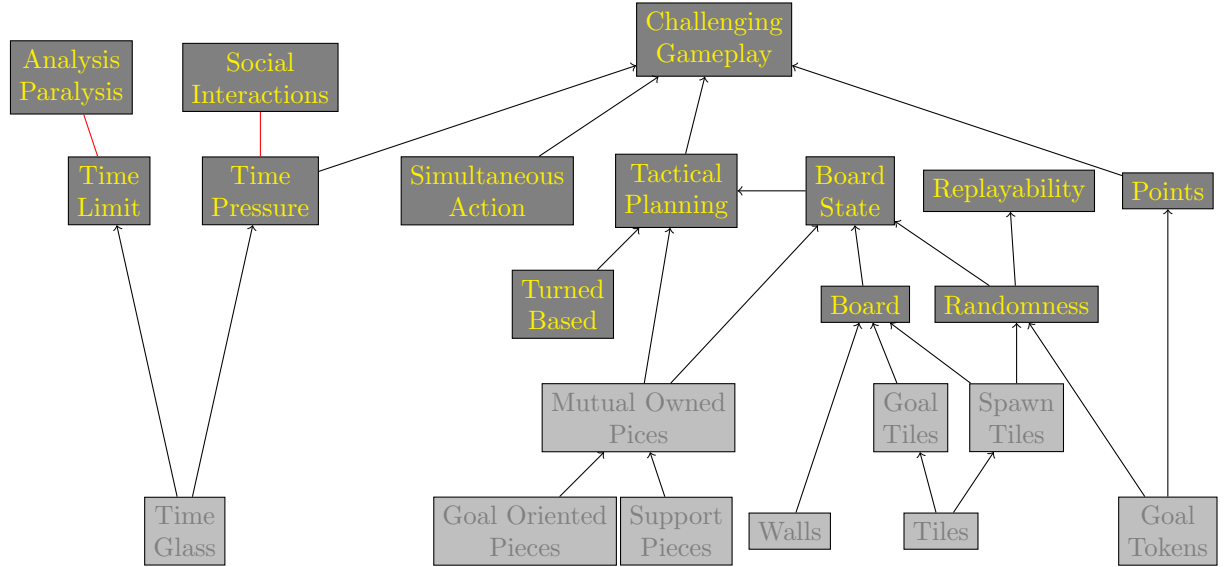 Challenging
Gameplay
Analysis
Paralysis
Social
Interactions
Time
Limit
Time
Pressure
Simultaneous
Action
Tactical
Planning
Board
State
Replayability
Points
Turned
Based
Board
Randomness
Mutual Owned
Pices
Goal
Tiles
Spawn
Tiles
Time
Glass
Goal Oriented
Pieces
Support
Pieces
Walls
Tiles
Goal
Tokens